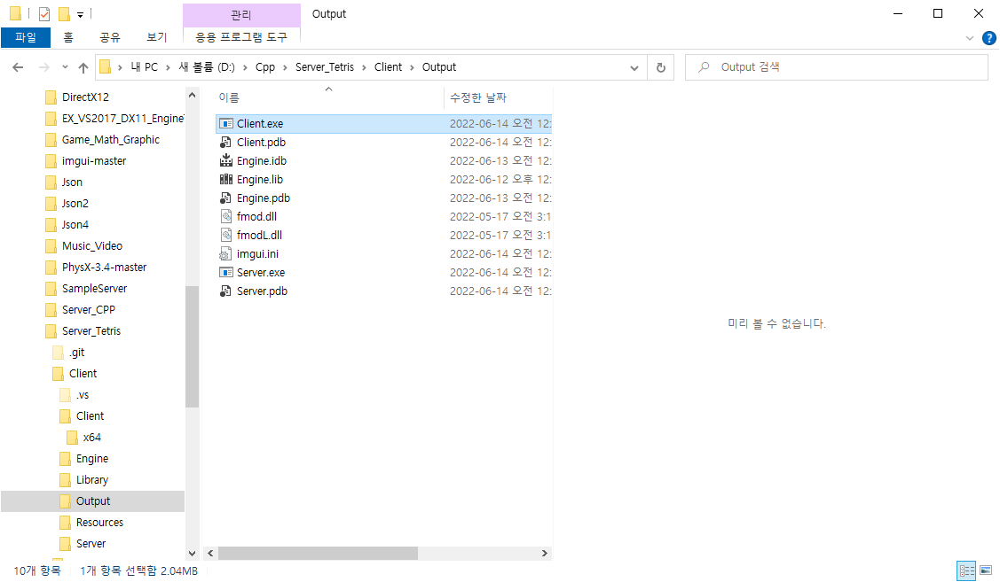 관리
Output
파일
홈
공유
보기
응용 프로그램 도구
?
내 PC > 새 볼륨 (D:) > Cpp > Server_Tetris > Client > Output
Output 검색
DirectX12
EX_VS2017_DX11_Engine
Game_Math_Graphic
imgui-master
Json
Json2
Json4
Music_Video
PhysX-3.4-master
SampleServer
Server_CPP
Server_Tetris
.git
Client
.vs
Client
x64
Engine
Library
Output
Resources
Server
이름 수정한 날짜
Client.exe 2022-06-14 오전 12:
Client.pdb 2022-06-14 오전 12:
Engine.idb 2022-06-13 오전 12:
Engine.lib 2022-06-12 오후 12:
Engine.pdb 2022-06-13 오전 12:
fmod.dll 2022-05-17 오전 3:1
fmodL.dll 2022-05-17 오전 3:1
imgui.ini 2022-06-14 오전 12:
Server.exe 2022-06-14 오전 12:
Server.pdb 2022-06-14 오전 12:
미리 볼 수 없습니다.
10개 항목 1개 항목 선택함 2.04MB